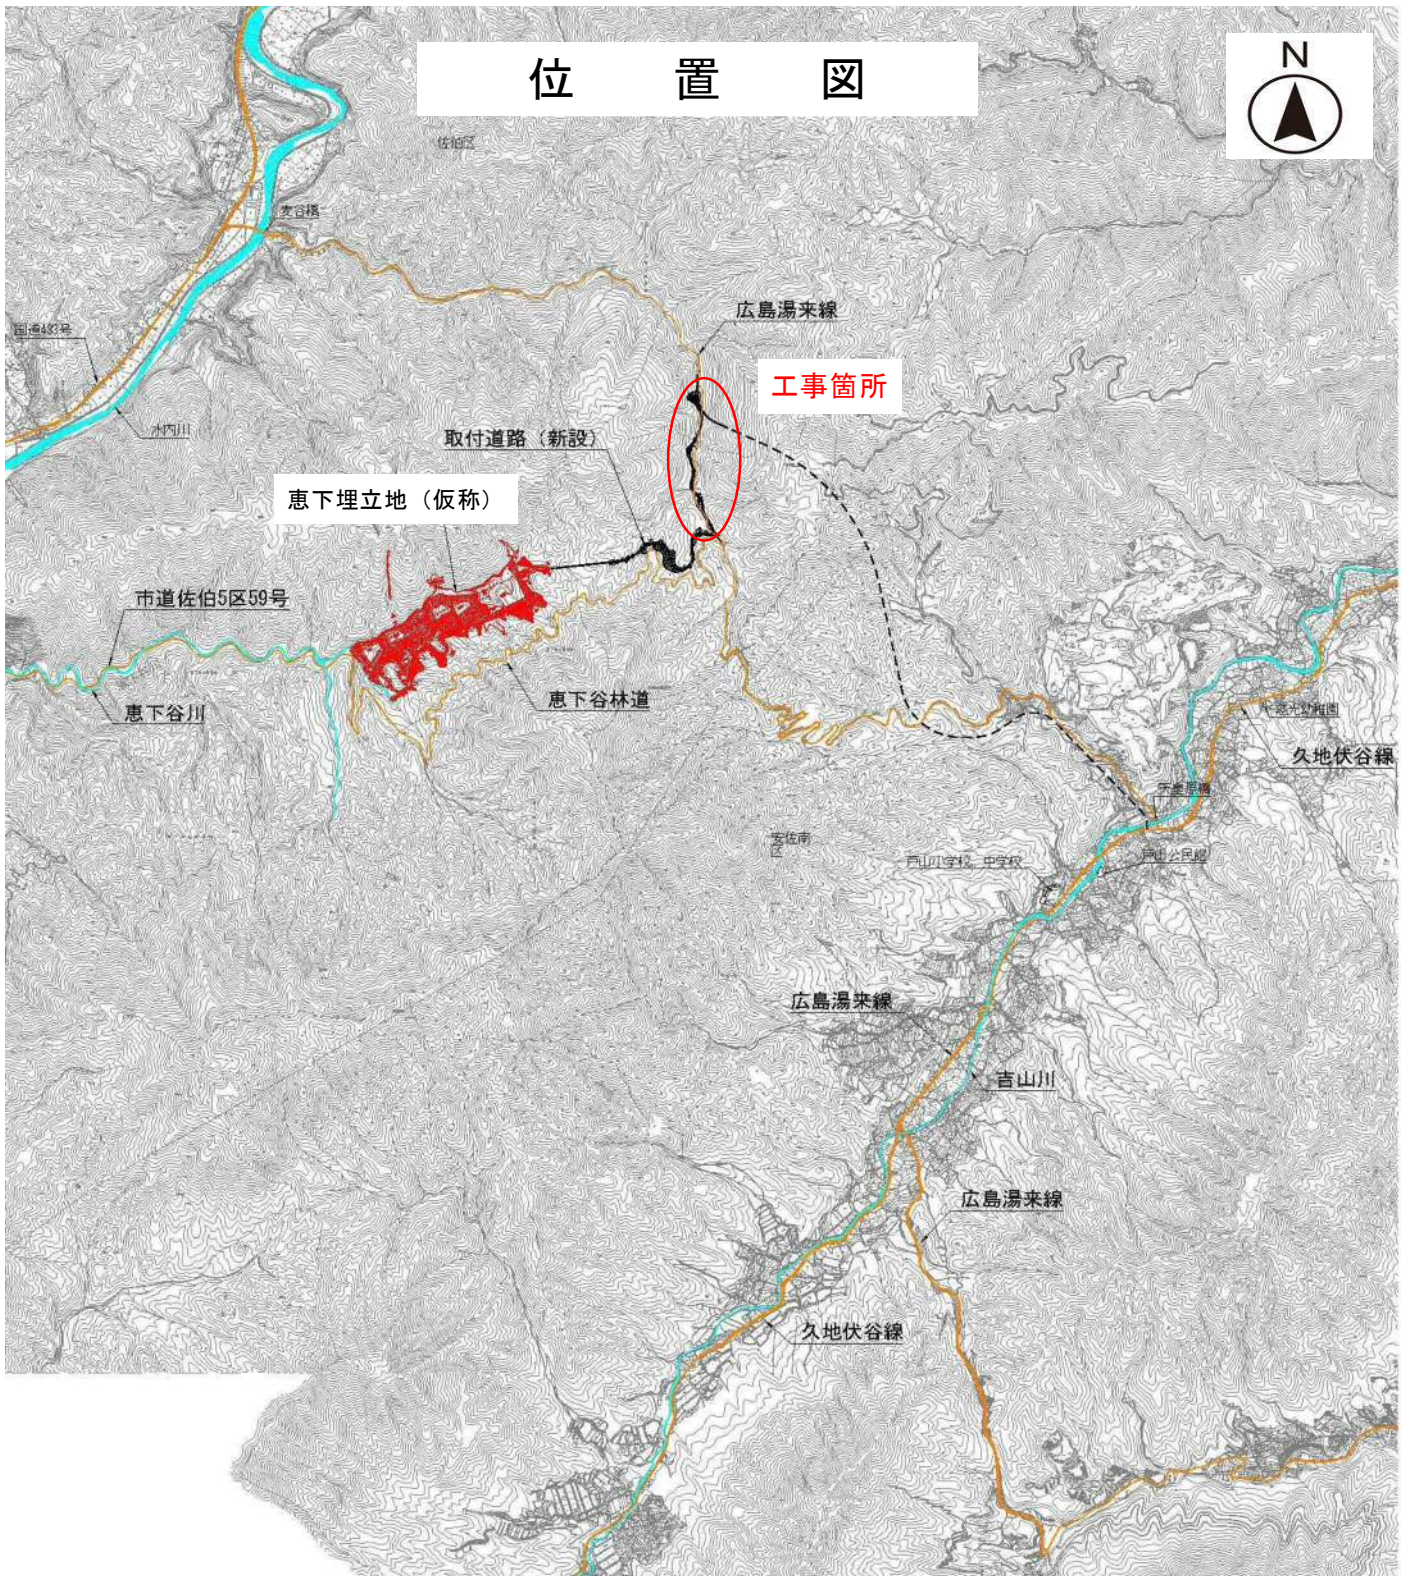 位置図
N
佐伯区
麦谷橋
広島湯来線
国道433号
工事箇所
水内川
取付道路（新設）
恵下埋立地（仮称）
市道佐伯5区59号
恵下谷川
恵下谷林道
久地伏谷線
安佐南
区
戸山小学校、中学校
戸山公民館
広島湯来線
吉山川
広島湯来線
久地伏谷線